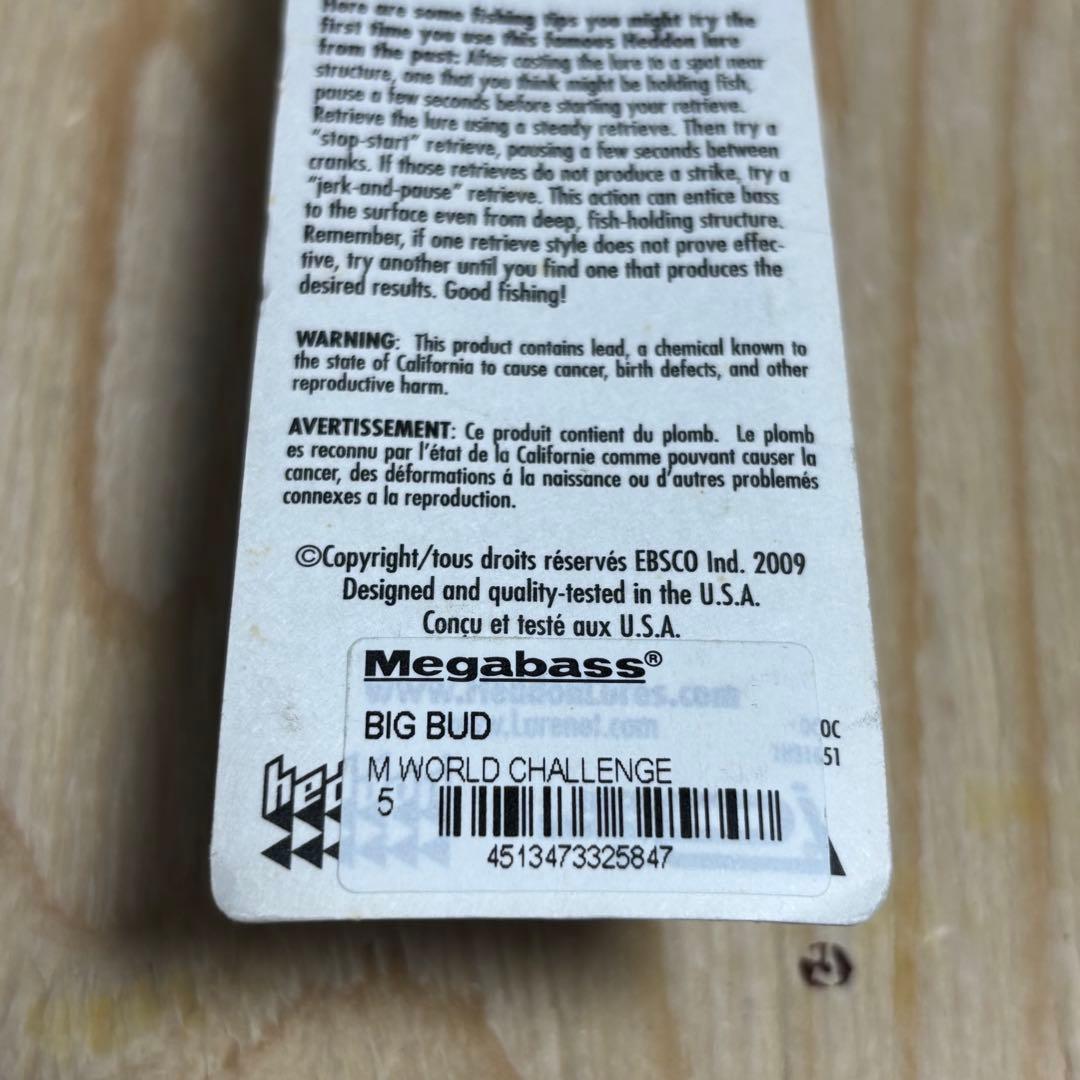 Here are some fishing tips you might try the
first time you use this famous Heddon lure
from the past: After casting the lure to a spot near
structure, one that you think might be holding fish,
pause a few seconds before starting your retrieve.
Retrieve the lure using a steady retrieve. Then try a
"stop-start" retrieve, pausing a few seconds between
cranks. If those retrieves do not produce a strike, try a
"jerk-and-pause" retrieve. This action can entice bass
to the surface even from deep, fish-holding structure.
Remember, if one retrieve style does not prove effec-
tive, try another until you find one that produces the
desired results. Good fishing!
WARNING: This product contains lead, a chemical known to
the state of California to cause cancer, birth defects, and other
reproductive harm.
AVERTISSEMENT: Ce produit contient du plomb. Le plomb
es reconnu par l'état de la Californie comme pouvant causer la
cancer, des déformations á la naissance ou d'autres problemés
connexes a la reproduction.
©Copyright/tous droits réservés EBSCO Ind. 2009
Designed and quality-tested in the U.S.A.
Conçu et testé aux U.S.A.
Megabass®
www.HeddonLures.com
BIG BUD
www.Lurenet.com
M WORLD CHALLENGE
5
4513473325847